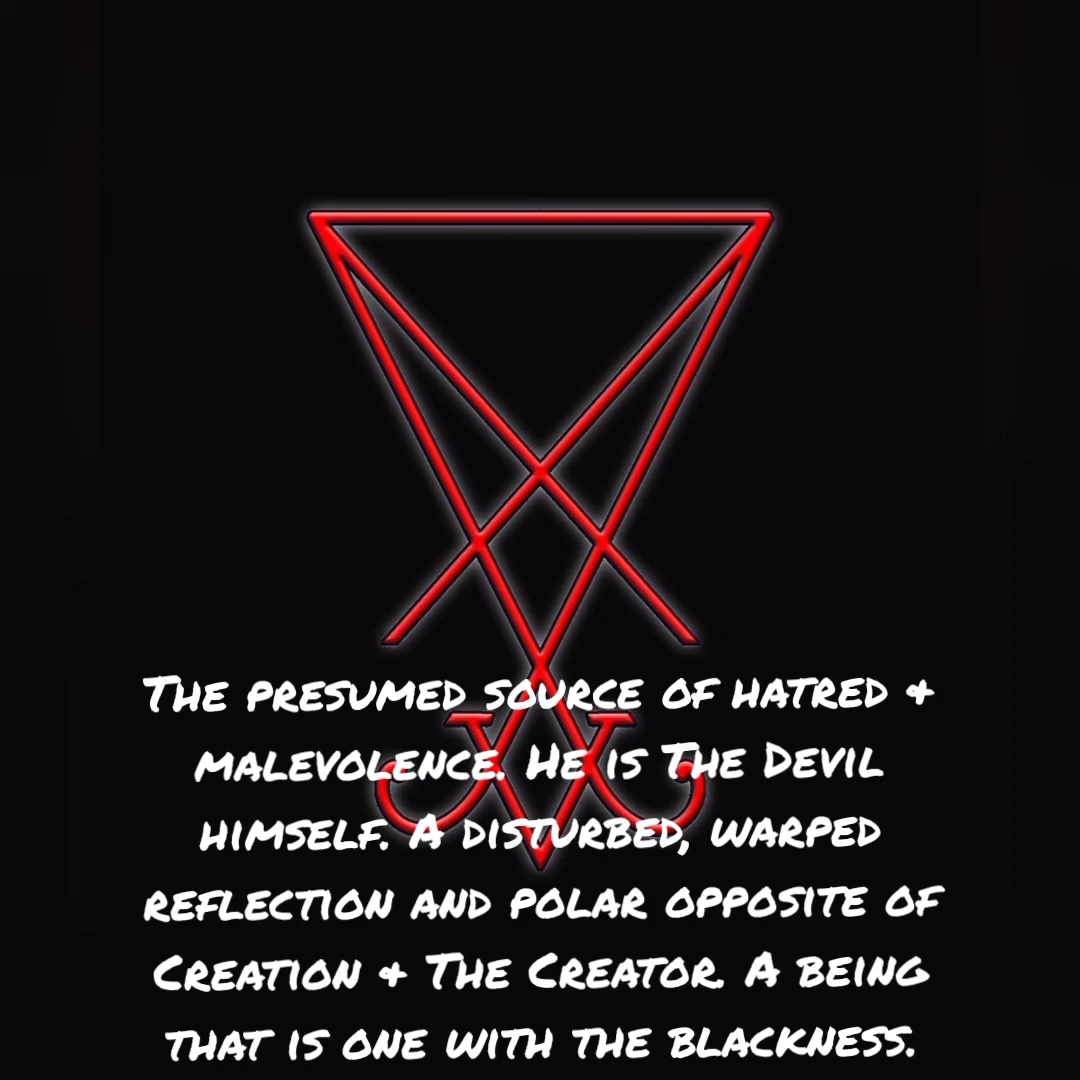 The presumed source of hatred &
malevolence. He is The Devil
himself. A disturbed, warped
reflection and polar opposite of
Creation & The Creator. A being
that is one with the blackness.